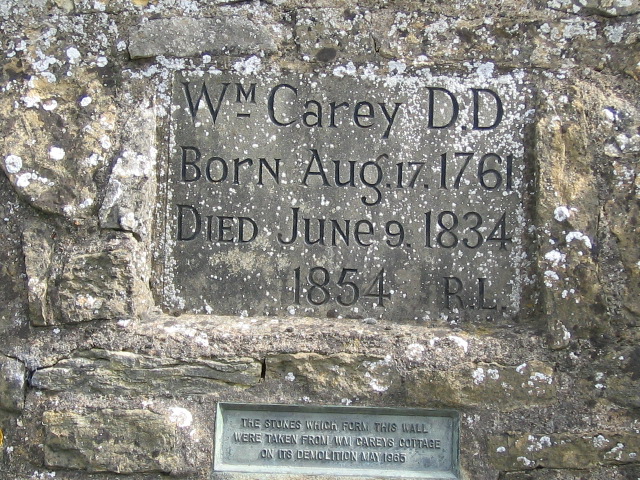 Wm Carey D.D
Born Aug. 17. 1761
Died June 9. 1834
1854 R.L.
THE STONES WHICH FORM THIS WALL
WERE TAKEN FROM WM CAREYS COTTAGE
ON ITS DEMOLITION MAY 1965